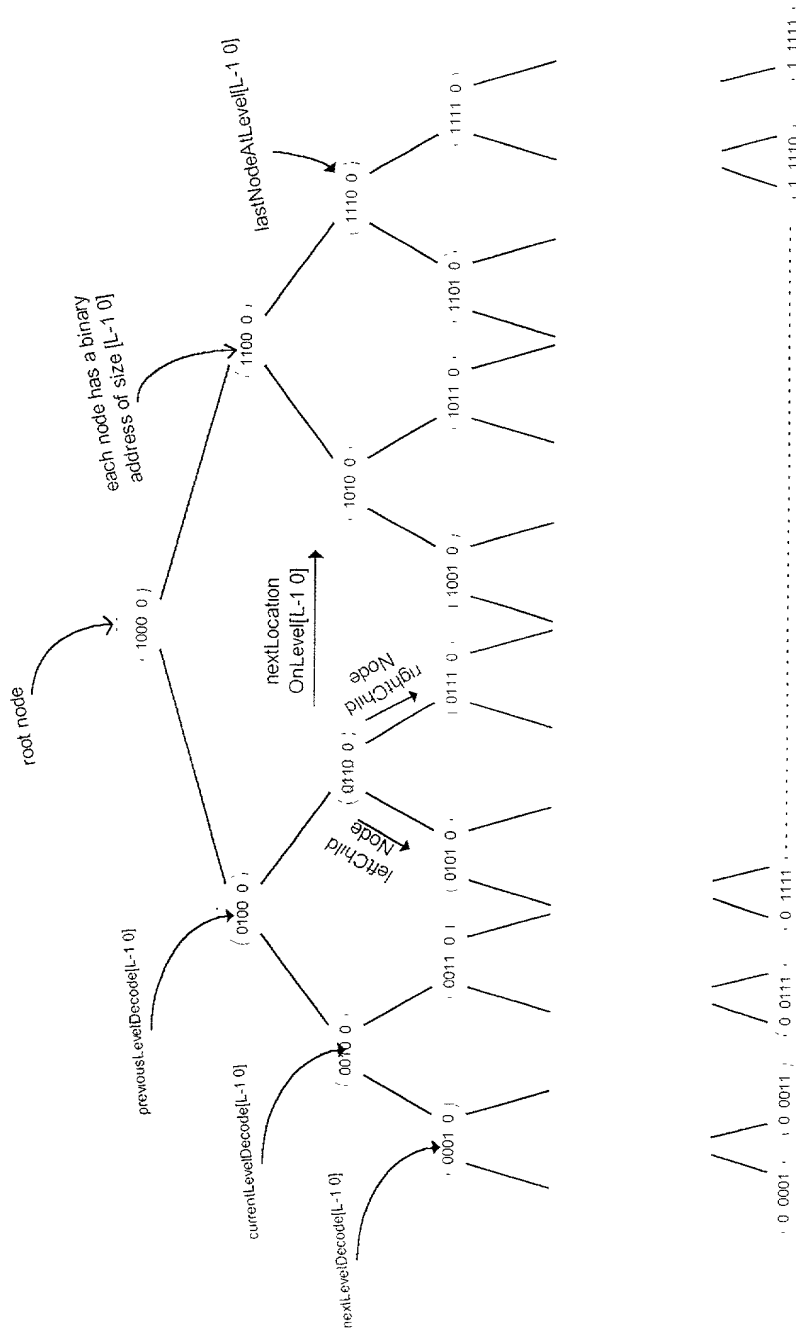 root node
( 1000 0 )
each node has a binary
address of size [L-1 0]
previousLevelDecode[L-1 0]
( 0100 0 )
( 1100 0 )
lastNodeAtLevel[L-1 0]
currentLevelDecode[L-1 0]
( 0010 0 )
( 0110 0 )
nextLocation
OnLevel[L-1 0]
( 1010 0 )
( 1110 0 )
leftChild
Node
rightChild
Node
nextLevelDecode[L-1 0]
( 0001 0 )
( 0011 0 )
( 0101 0 )
( 0111 0 )
( 1001 0 )
( 1011 0 )
( 1101 0 )
( 1111 0 )
( 0 0001 )
( 0 0011 )
( 0 0111 )
( 0 1111
( 1 1110 )
( 1 1111 )